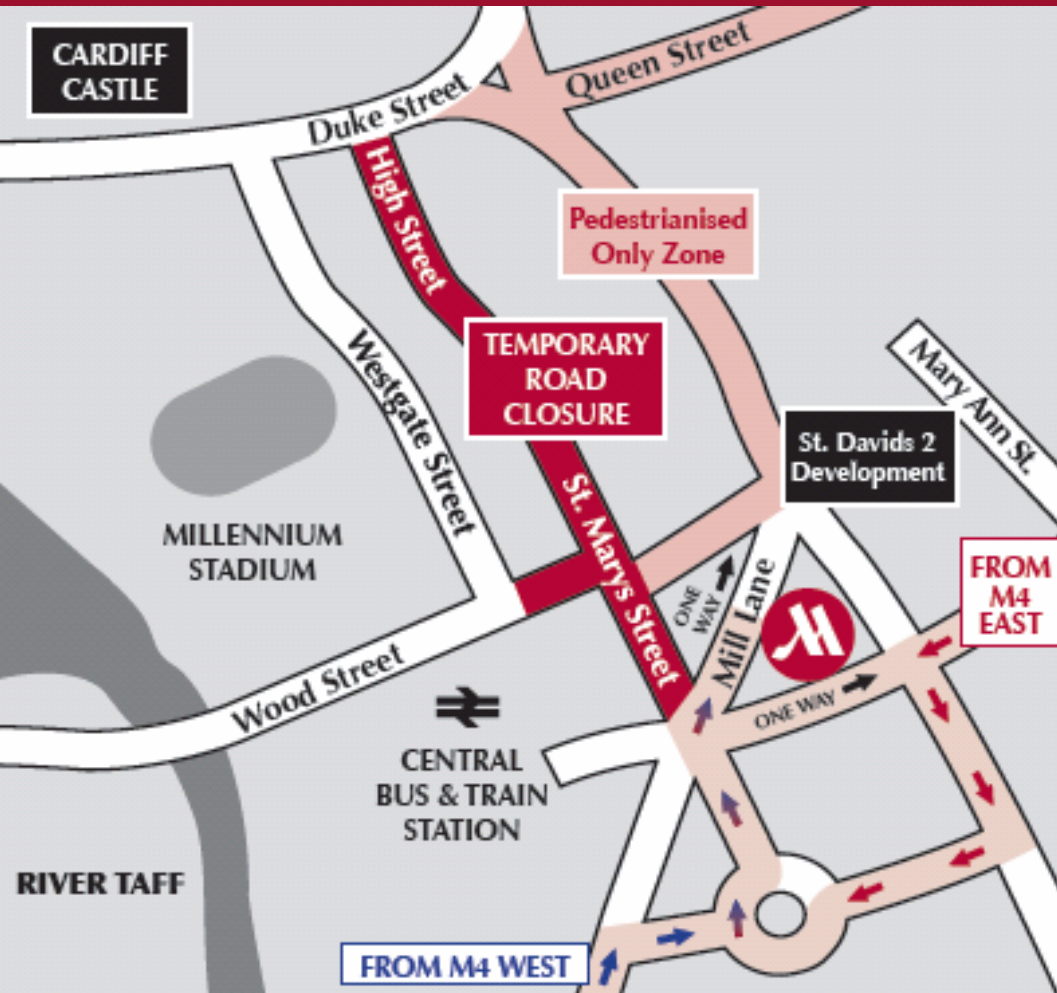 CARDIFF
CASTLE
Duke Street
Queen Street
High Street
Pedestrianised
Only Zone
TEMPORARY
ROAD
CLOSURE
Westgate Street
Mary Ann St.
St. Davids 2
Development
St. Marys Street
MILLENNIUM
STADIUM
FROM
M4
EAST
ONE
WAY
Mill Lane
Wood Street
ONE WAY
CENTRAL
BUS & TRAIN
STATION
RIVER TAFF
FROM M4 WEST